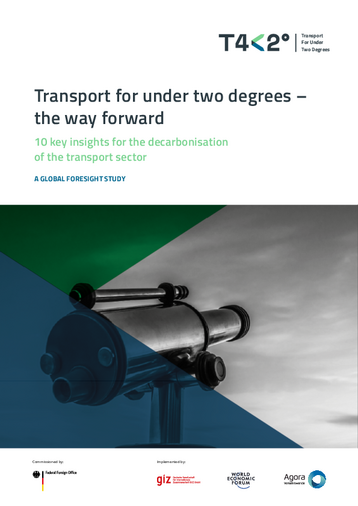 T4<2°
Transport
For Under
Two Degrees
Transport for under two degrees –
the way forward
10 key insights for the decarbonisation
of the transport sector
A GLOBAL FORESIGHT STUDY
Commissioned by:
Implemented by:
Federal Foreign Office
giz
WORLD
ECONOMIC
FORUM
Agora